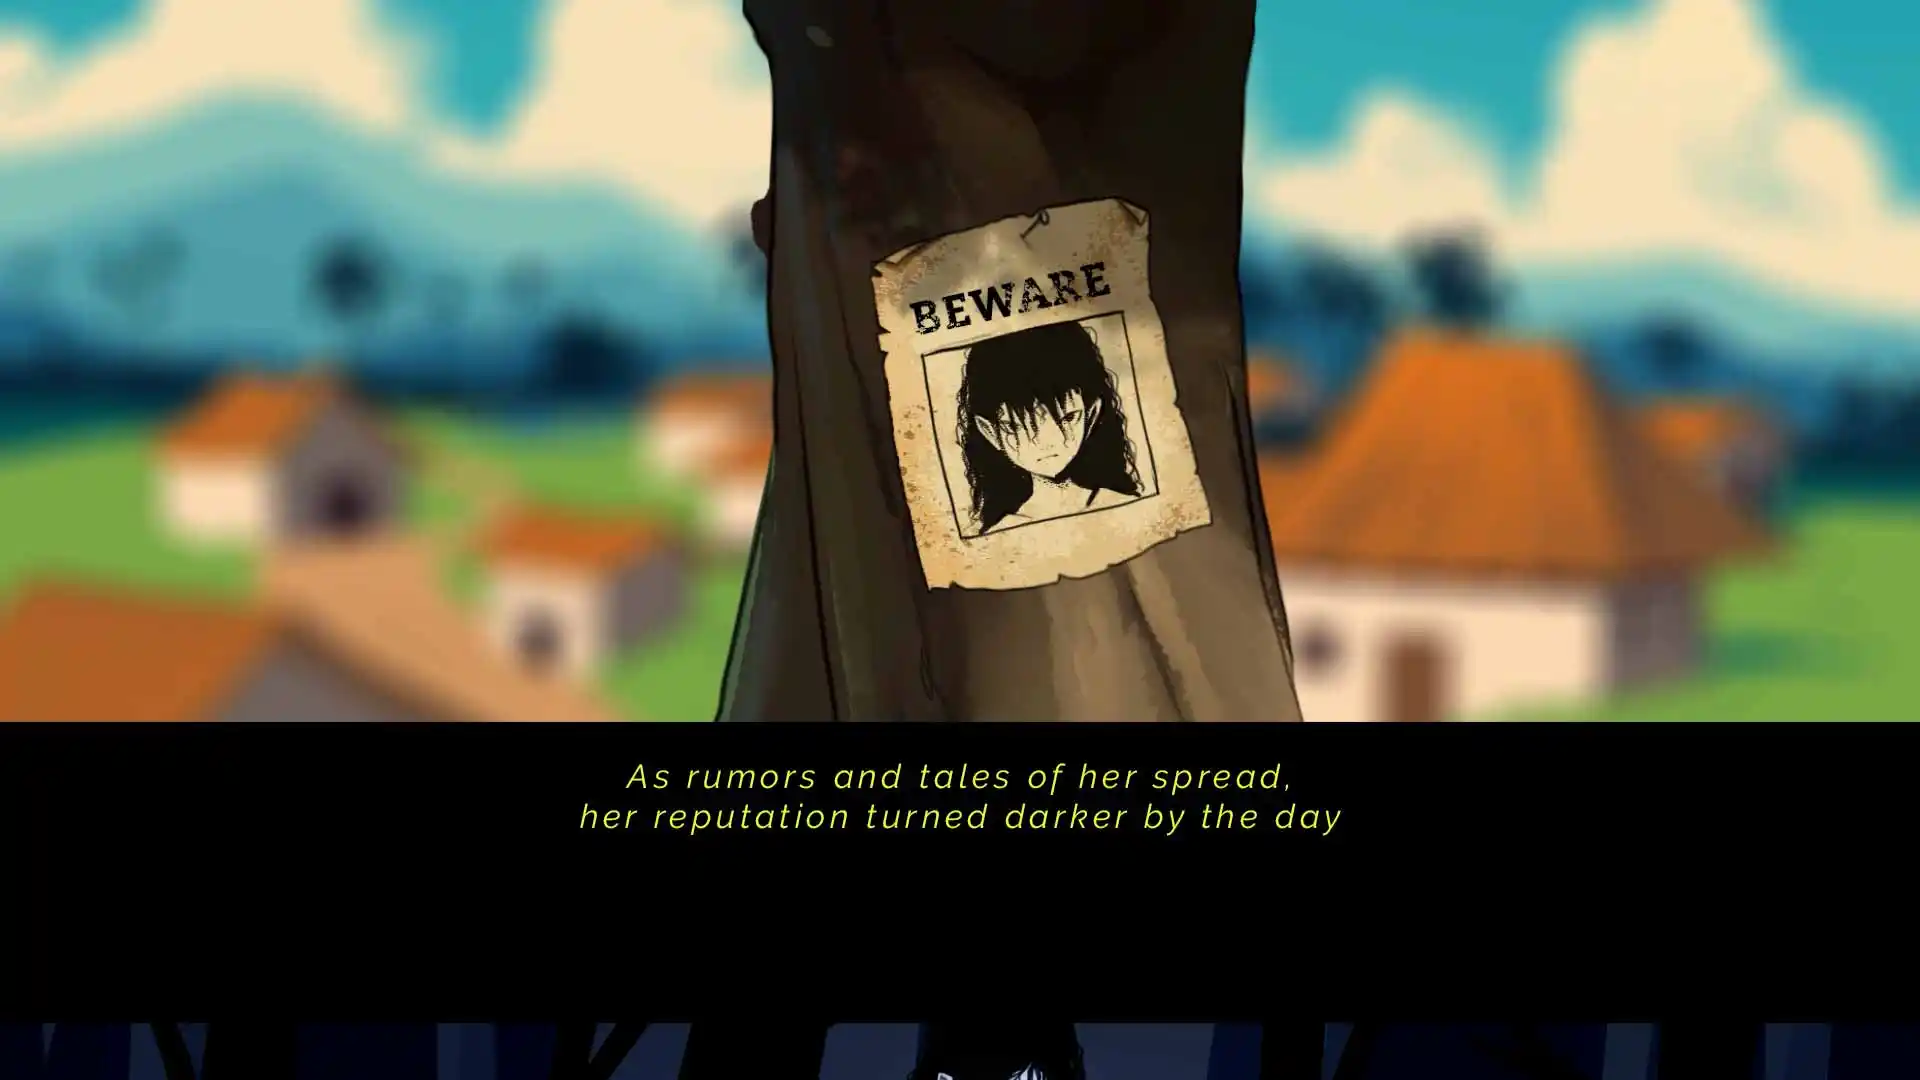 BEWARE
As rumors and tales of her spread,
her reputation turned darker by the day